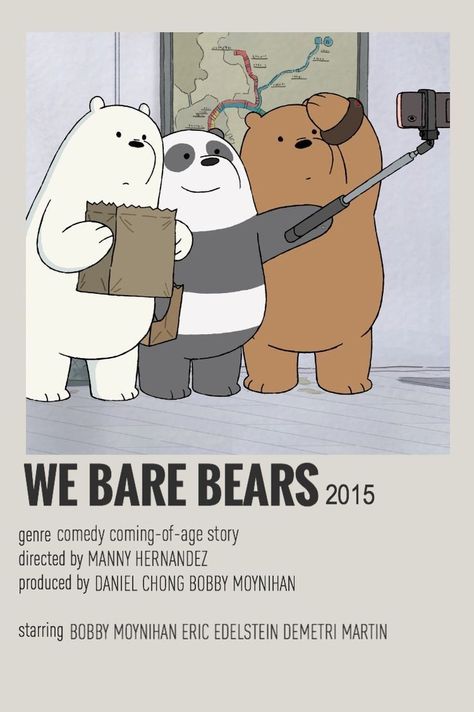 WE BARE BEARS 2015
genre comedy coming-of-age story
directed by MANNY HERNANDEZ
produced by DANIEL CHONG BOBBY MOYNIHAN
starring BOBBY MOYNIHAN ERIC EDELSTEIN DEMETRI MARTIN